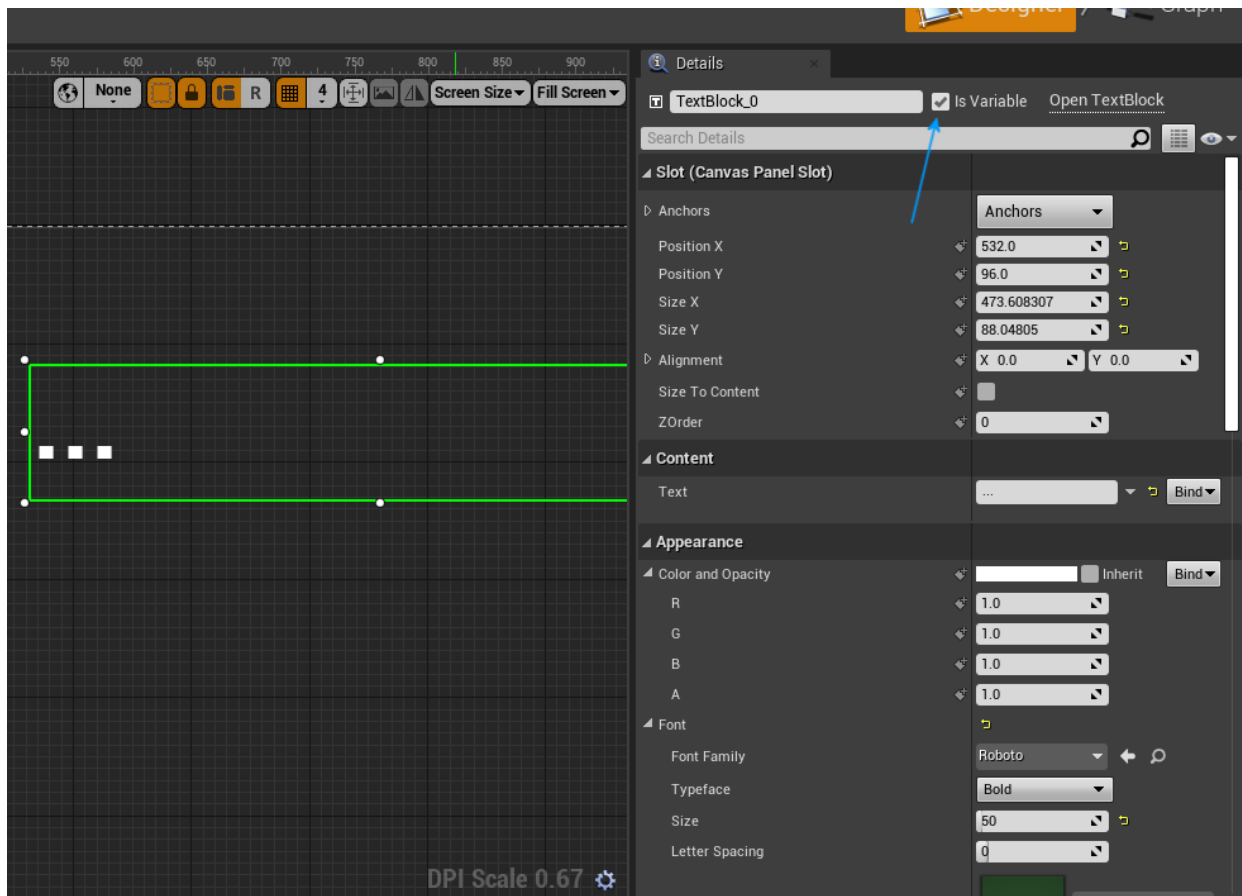 Designer
Graph
550 600 650 700 750 800 850 900
None
R
4
Screen Size
Fill Screen
Details
TextBlock_0
Is Variable
Open TextBlock
Search Details
Slot (Canvas Panel Slot)
Anchors
Anchors
Position X
532.0
Position Y
96.0
Size X
473.608307
Size Y
88.04805
Alignment
X 0.0
Y 0.0
Size To Content
ZOrder
0
Content
Text
...
Bind
...
Appearance
Color and Opacity
Inherit
Bind
R
1.0
G
1.0
B
1.0
A
1.0
Font
Font Family
Roboto
Typeface
Bold
Size
50
Letter Spacing
0
DPI Scale 0.67